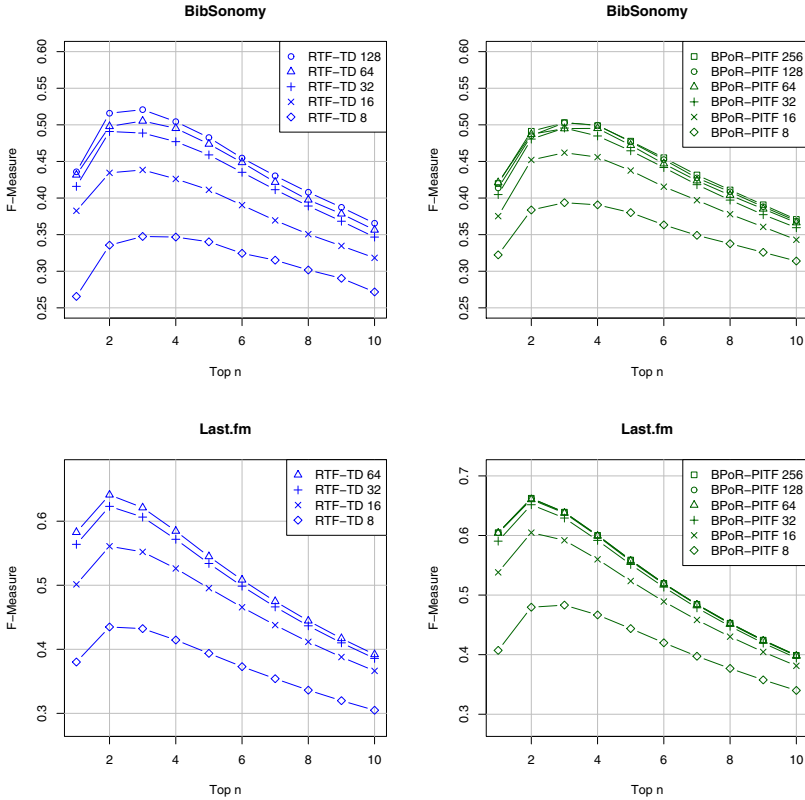 BibSonomy
F-Measure
0.60
0.55
0.50
0.45
0.40
0.35
0.30
0.25
RTF-TD 128
RTF-TD 64
RTF-TD 32
RTF-TD 16
RTF-TD 8
2
4
6
8
10
Top n
BibSonomy
F-Measure
0.60
0.55
0.50
0.45
0.40
0.35
0.30
0.25
BPoR-PITF 256
BPoR-PITF 128
BPoR-PITF 64
BPoR-PITF 32
BPoR-PITF 16
BPoR-PITF 8
2
4
6
8
10
Top n
Last.fm
F-Measure
0.6
0.5
0.4
0.3
RTF-TD 64
RTF-TD 32
RTF-TD 16
RTF-TD 8
2
4
6
8
10
Top n
Last.fm
F-Measure
0.7
0.6
0.5
0.4
0.3
BPoR-PITF 256
BPoR-PITF 128
BPoR-PITF 64
BPoR-PITF 32
BPoR-PITF 16
BPoR-PITF 8
2
4
6
8
10
Top n